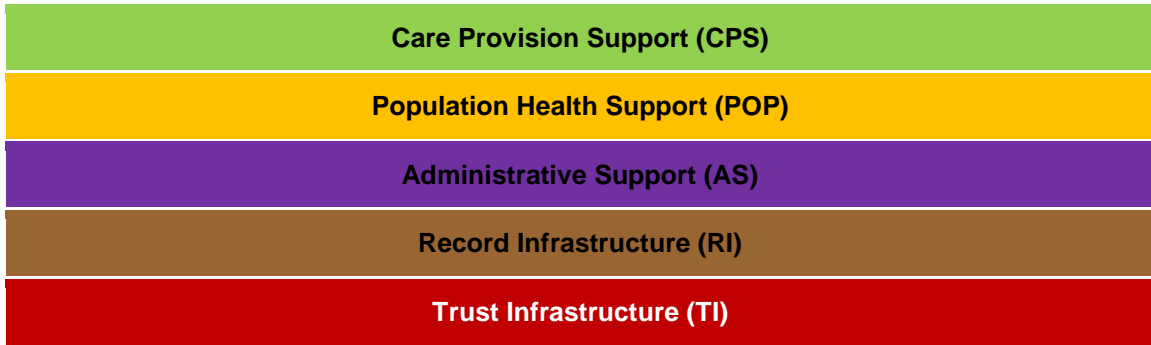 Care Provision Support (CPS)
Population Health Support (POP)
Administrative Support (AS)
Record Infrastructure (RI)
Trust Infrastructure (TI)